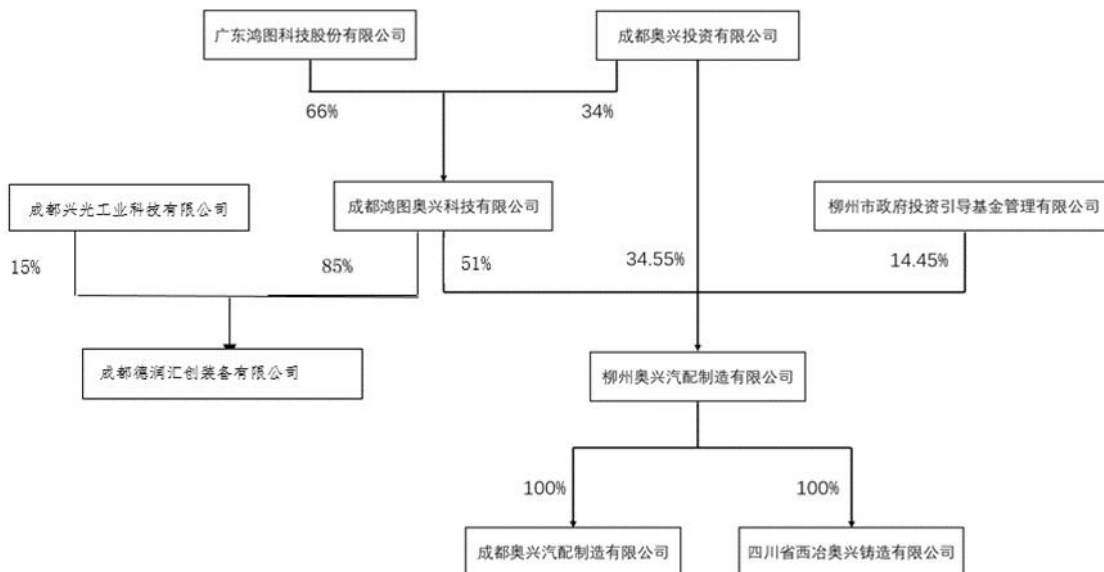 广东鸿图科技股份有限公司
成都奥兴投资有限公司
66%
34%
成都兴光工业科技有限公司
成都鸿图奥兴科技有限公司
柳州市政府投资引导基金管理有限公司
15%
85%
51%
34.55%
14.45%
成都德润汇创装备有限公司
柳州奥兴汽配制造有限公司
100%
100%
成都奥兴汽配制造有限公司
四川省西冶奥兴铸造有限公司